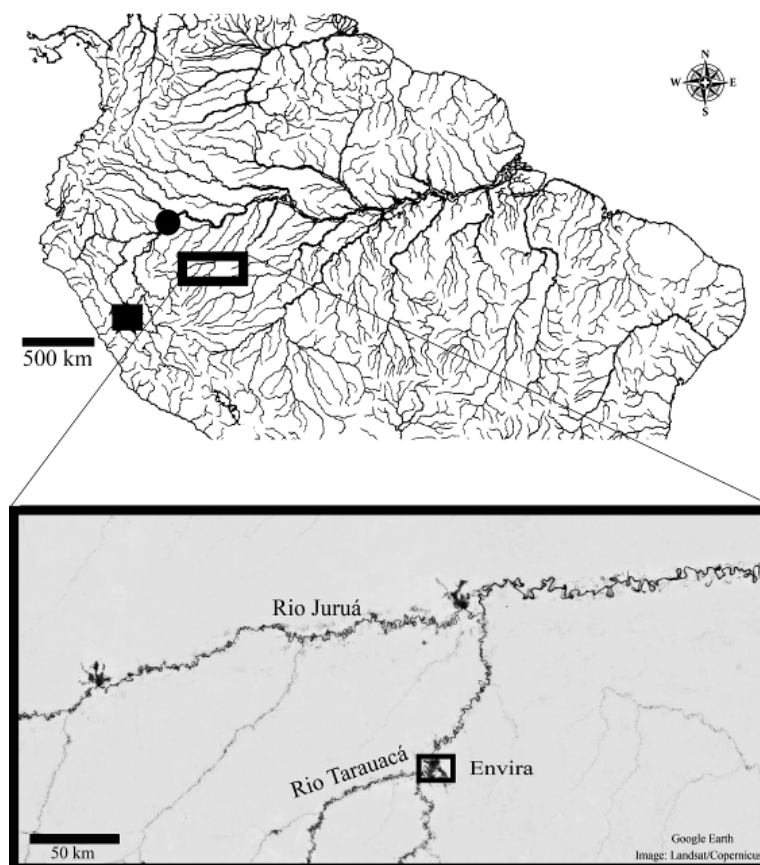 N
W E
S
500 km
Rio Juruá
Rio Tarauacá
Envira
50 km
Google Earth
Image: Landsat/Copernicus